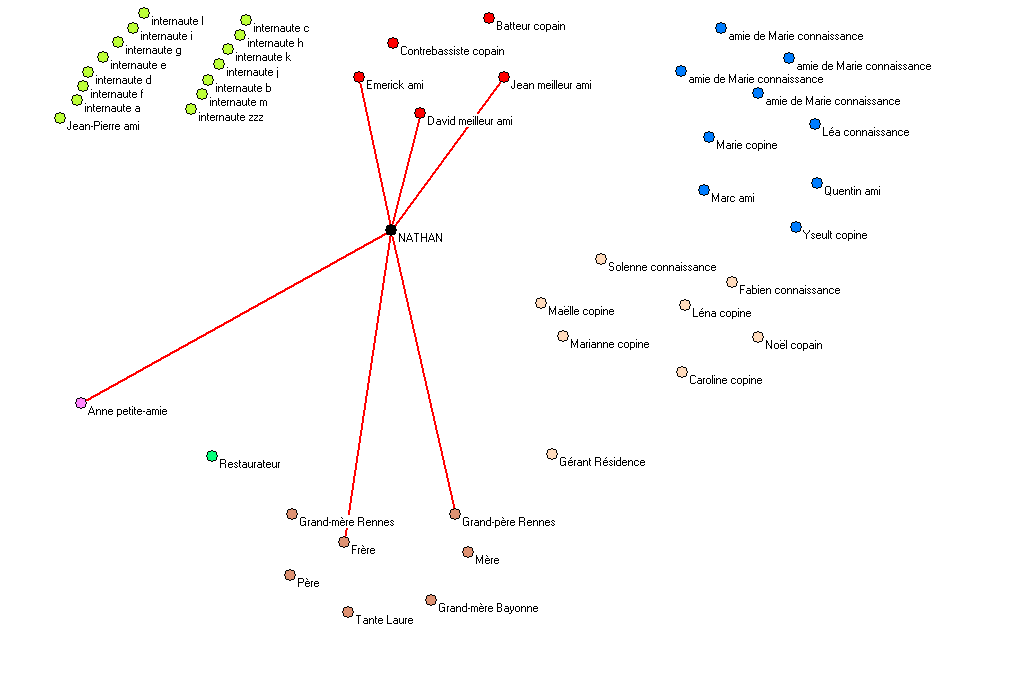 internaute l
internaute i
internaute g
internaute e
internaute d
internaute f
internaute a
Jean-Pierre ami
internaute c
internaute h
internaute k
internaute j
internaute b
internaute m
internaute zzz
Batteur copain
Contrebassiste copain
Emerick ami
Jean meilleur ami
David meilleur ami
NATHAN
amie de Marie connaissance
amie de Marie connaissance
amie de Marie connaissance
amie de Marie connaissance
Léa connaissance
Marie copine
Marc ami
Quentin ami
Yseult copine
Solenne connaissance
Fabien connaissance
Maëlle copine
Léna copine
Marianne copine
Noël copain
Caroline copine
Anne petite-amie
Restaurateur
Gérant Résidence
Grand-mère Rennes
Grand-père Rennes
Frère
Mère
Père
Grand-mère Bayonne
Tante Laure